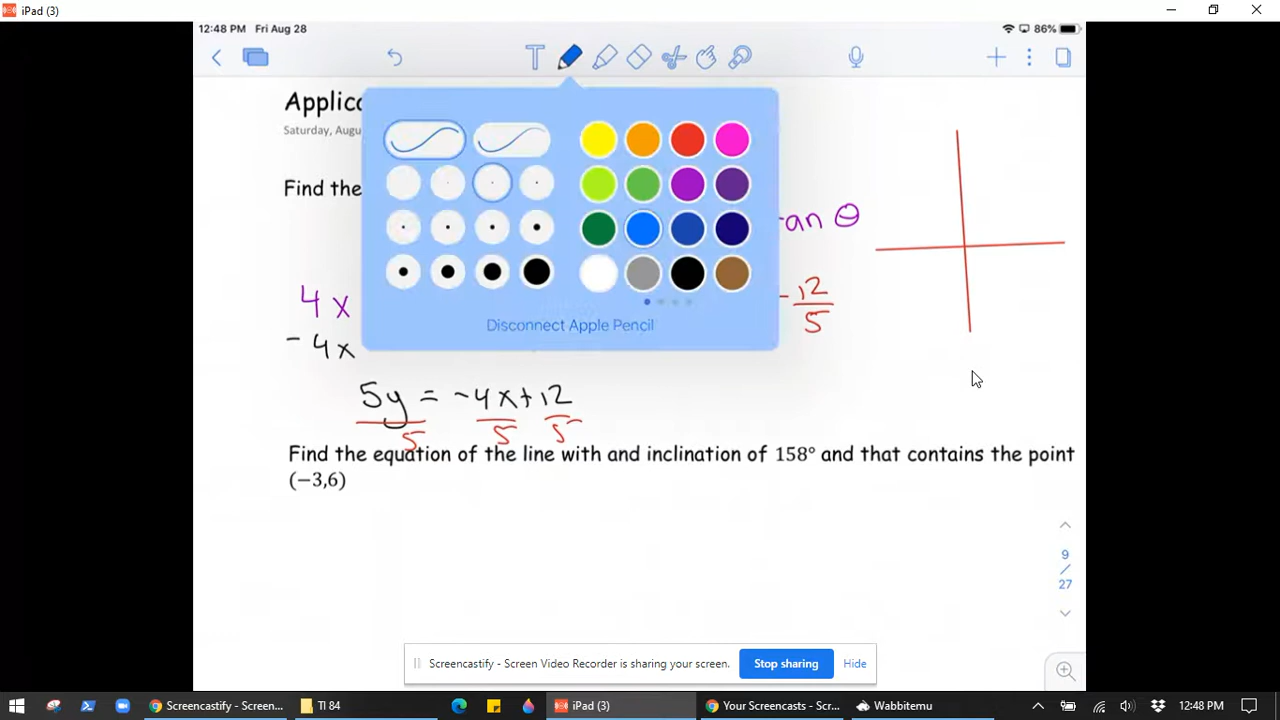 iPad (3)
12:48 PM Fri Aug 28 86%
T
Applic
Saturday, Augu
Find the
an θ
4x
- 4x
- 12
5
Disconnect Apple Pencil
5y = -4x+12
5 5 5
Find the equation of the line with and inclination of 158° and that contains the point
(−3,6)
9
/
27
Screencastify - Screen Video Recorder is sharing your screen. Stop sharing Hide
Screencastify - Screen... TI 84 iPad (3) Your Screencasts - Scr... Wabbitemu 12:48 PM